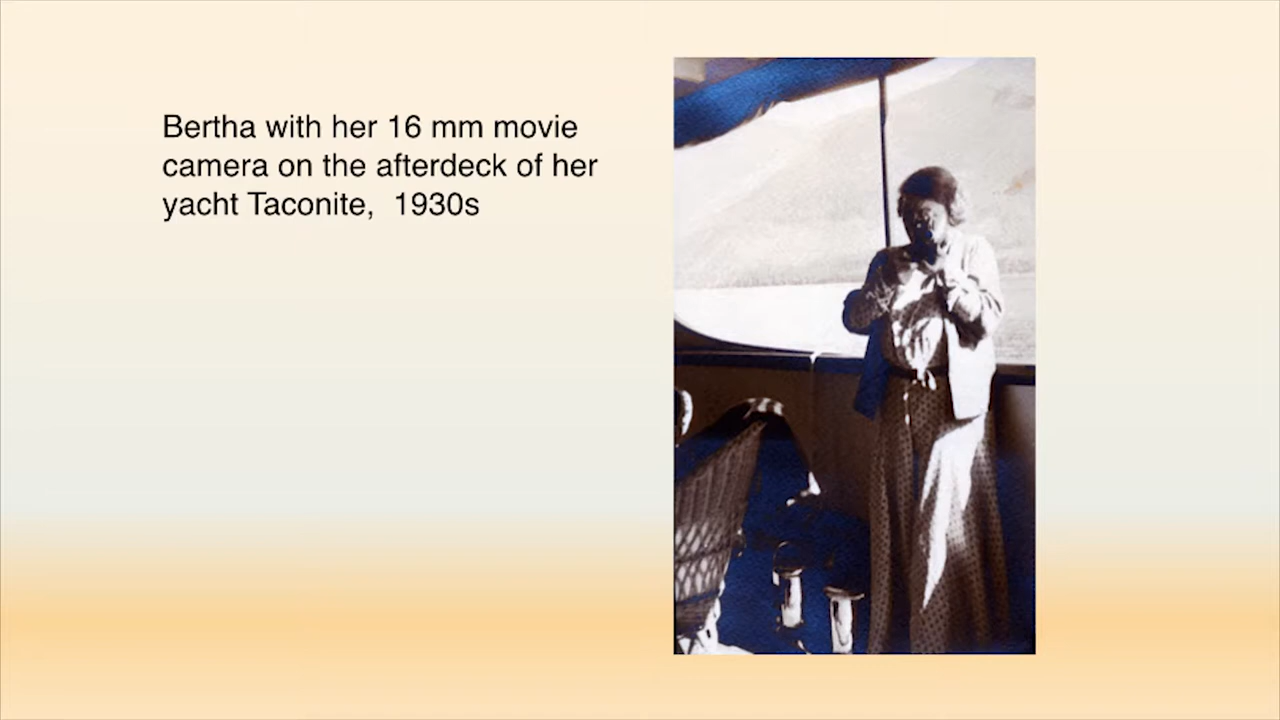 Bertha with her 16 mm movie
camera on the afterdeck of her
yacht Taconite,  1930s